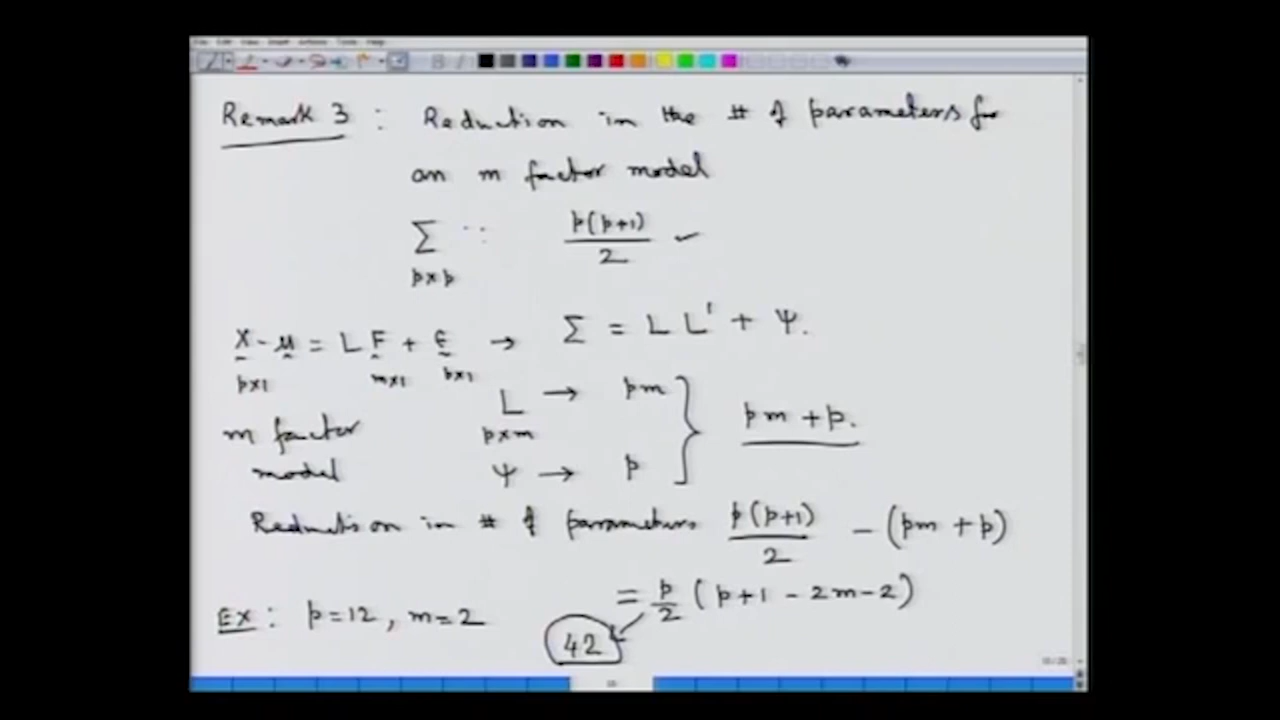 Remark 3 : Reduction in the # of parameters for
an m factor model
Σ p(p+1)/2 ✓
p×p
X - μ = L F + ε → Σ = L L' + Ψ.
p×1 m×1 p×1
L → pm
p×m
m factor
model
Ψ → p
} pm + p.
Reduction in # of parameters p(p+1)/2 - (pm + p)
= p/2 (p+1 - 2m - 2)
EX : p=12, m=2
42